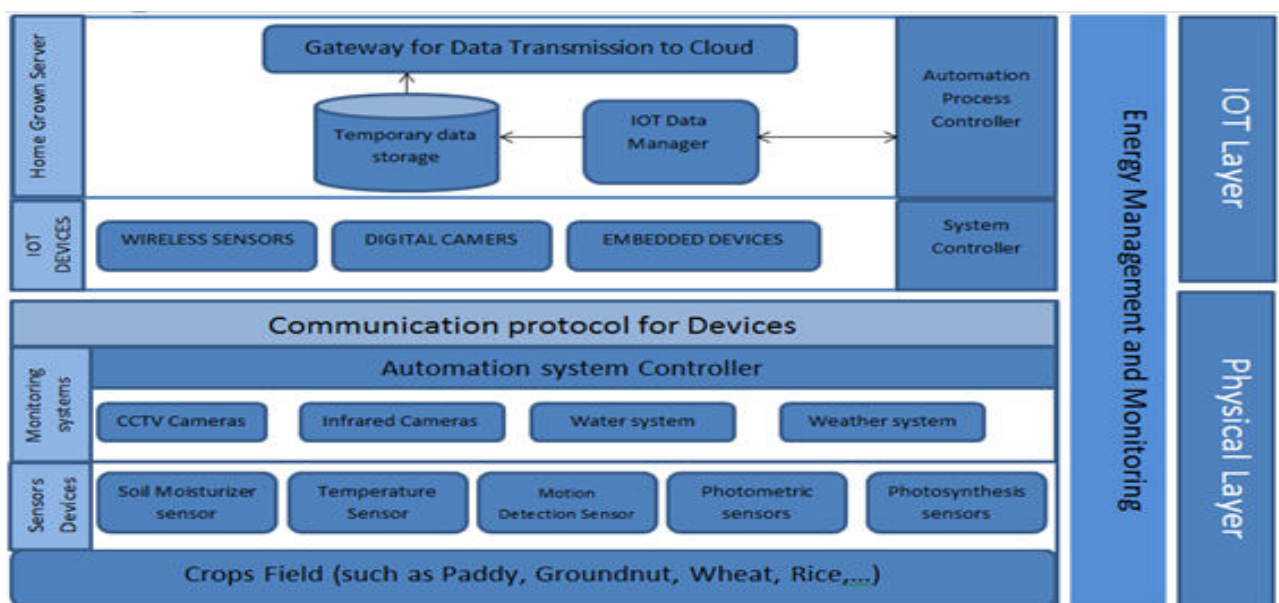 Home Grown Server
Gateway for Data Transmission to Cloud
Temporary data
storage
IOT Data
Manager
Automation
Process
Controller
IOT
DEVICES
WIRELESS SENSORS
DIGITAL CAMERS
EMBEDDED DEVICES
System
Controller
Communication protocol for Devices
Monitoring
systems
Automation system Controller
CCTV Cameras
Infrared Cameras
Water system
Weather system
Sensors
Devices
Soil Moisturizer
sensor
Temperature
Sensor
Motion
Detection Sensor
Photometric
sensors
Photosynthesis
sensors
Crops Field (such as Paddy, Groundnut, Wheat, Rice,...)
Energy Management and Monitoring
IOT Layer
Physical Layer